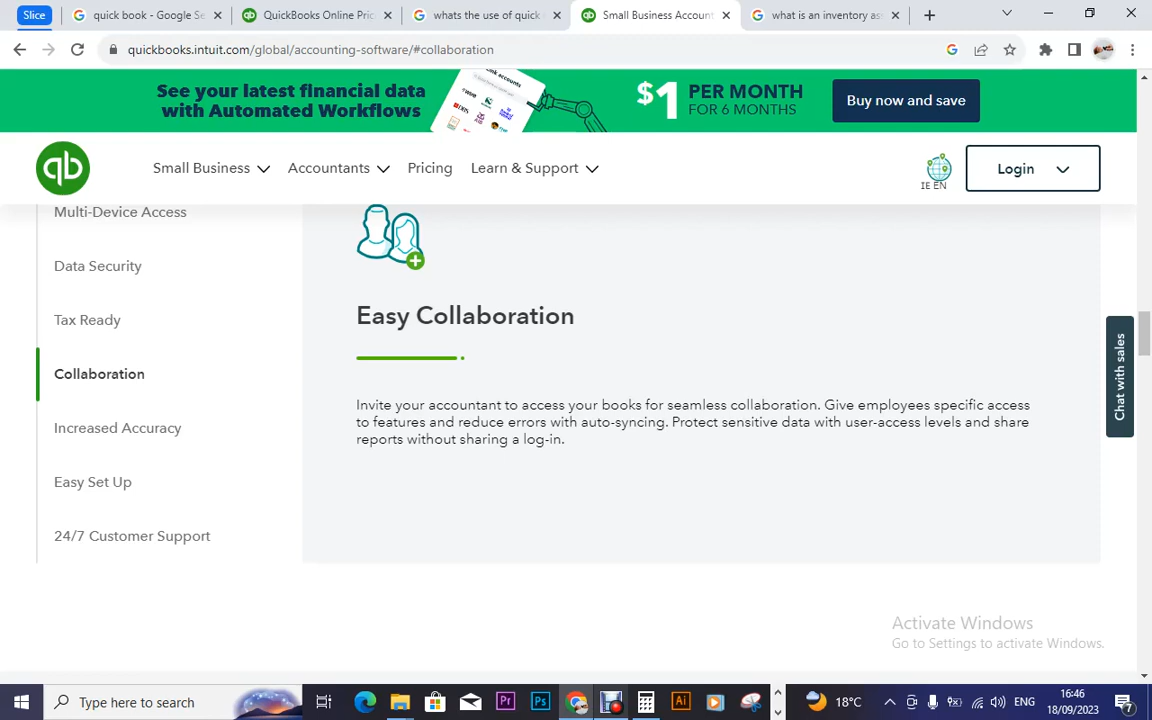 Slice
quick book - Google Se
QuickBooks Online Pric
whats the use of quick
Small Business Account
what is an inventory as
quickbooks.intuit.com/global/accounting-software/#collaboration
See your latest financial data
with Automated Workflows
$1 PER MONTH
FOR 6 MONTHS
Buy now and save
qb
Small Business
Accountants
Pricing
Learn & Support
IE EN
Login
Multi-Device Access
Data Security
Tax Ready
Collaboration
Increased Accuracy
Easy Set Up
24/7 Customer Support
Easy Collaboration
Invite your accountant to access your books for seamless collaboration. Give employees specific access
to features and reduce errors with auto-syncing. Protect sensitive data with user-access levels and share
reports without sharing a log-in.
Chat with sales
Activate Windows
Go to Settings to activate Windows.
Type here to search
Pr
Ps
Ai
18°C
ENG
16:46
18/09/2023
7